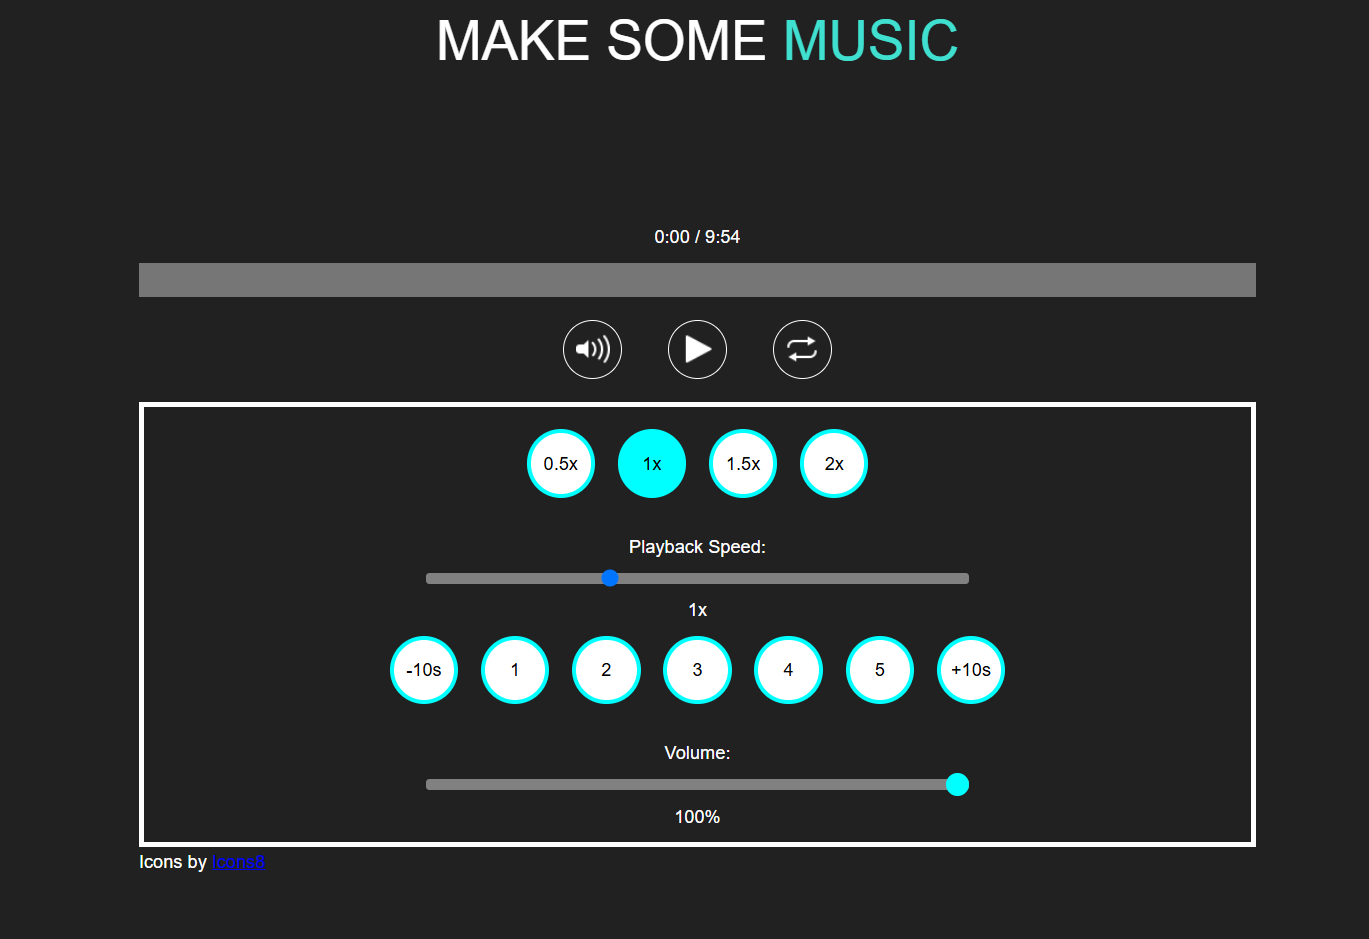 MAKE SOME MUSIC
0:00 / 9:54
0.5x 1x 1.5x 2x
Playback Speed:
1x
-10s 1 2 3 4 5 +10s
Volume:
100%
Icons by Icons8